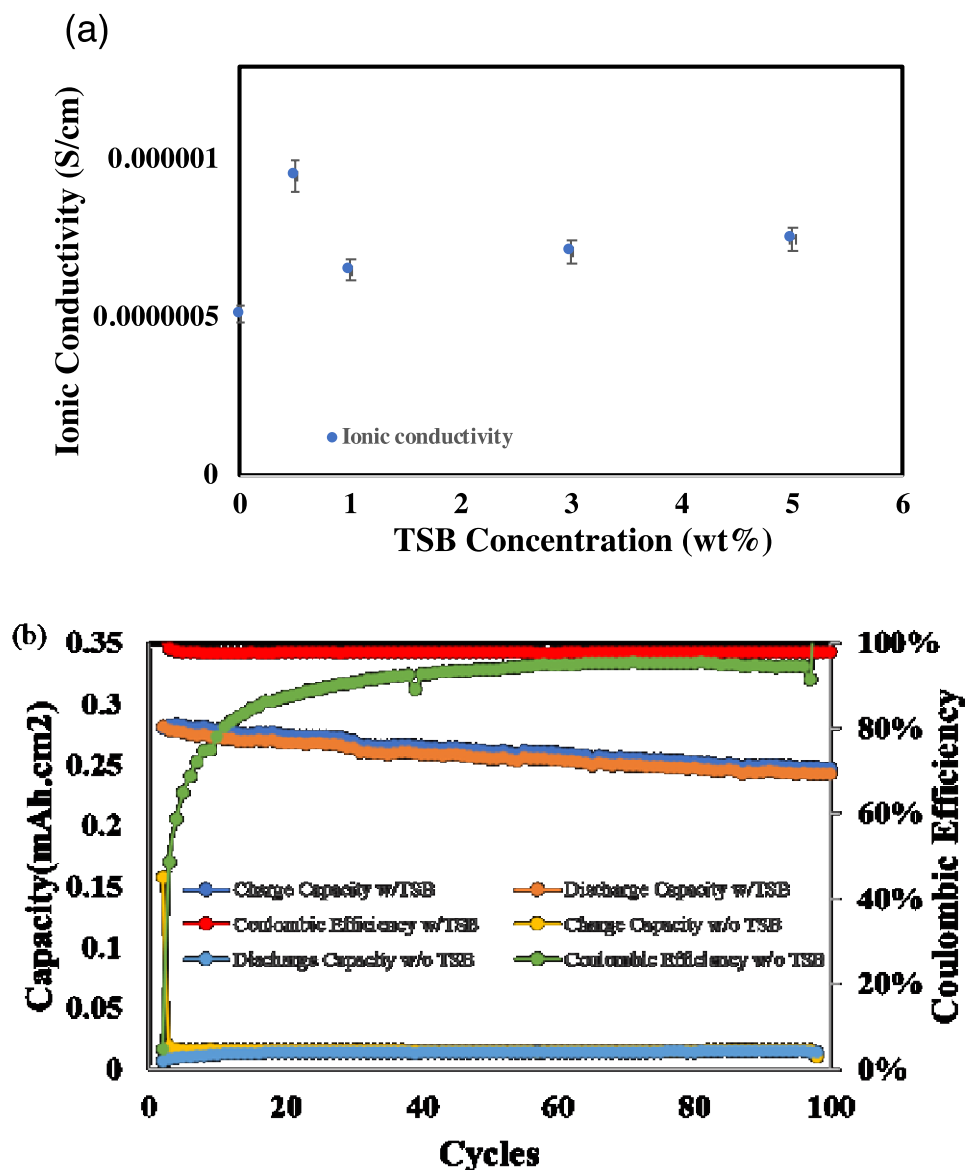 (a)
Ionic Conductivity (S/cm)
0.000001
0.0000005
0
Ionic conductivity
0 1 2 3 4 5 6
TSB Concentration (wt%)
(b)
Capacity(mAh.cm2)
0.35
0.3
0.25
0.2
0.15
0.1
0.05
0
100%
80%
60%
40%
20%
0%
Coulombic Efficiency
Charge Capacity w/TSB Discharge Capacity w/TSB
Coulombic Efficiency w/TSB Charge Capacity w/o TSB
Discharge Capacity w/o TSB Coulombic Efficiency w/o TSB
0 20 40 60 80 100
Cycles